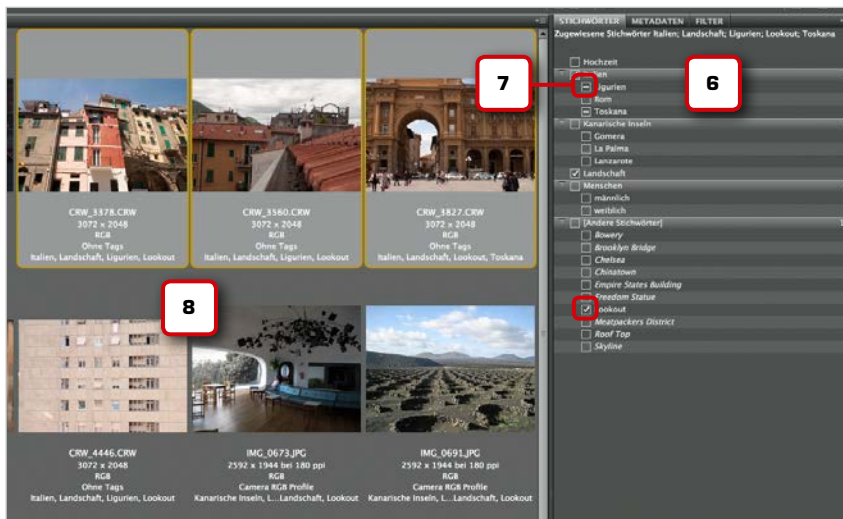 STICHWÖRTER METADATEN FILTER
Zugewiesene Stichwörter Italien; Landschaft; Ligurien; Lookout; Toskana
Hochzeit
7
6
Ligurien
Rom
Toskana
Kanarische Inseln
Gomera
La Palma
Lanzarote
Landschaft
Menschen
männlich
weiblich
[Andere Stichwörter]
Bowery
Brooklyn Bridge
Chelsea
Chinatown
Empire States Building
Freedom Statue
Lookout
Meatpackers District
Roof Top
Skyline
CRW_3378.CRW
3072 x 2048
RGB
Ohne Tags
Italien, Landschaft, Ligurien, Lookout
CRW_3560.CRW
3072 x 2048
RGB
Ohne Tags
Italien, Landschaft, Ligurien, Lookout
CRW_3827.CRW
3072 x 2048
RGB
Ohne Tags
Italien, Landschaft, Lookout, Toskana
8
CRW_4446.CRW
3072 x 2048
RGB
Ohne Tags
Italien, Landschaft, Ligurien, Lookout
IMG_0673.JPG
2592 x 1944 bei 180 ppi
RGB
Camera RGB Profile
Kanarische Inseln, L...Landschaft, Lookout
IMG_0691.JPG
2592 x 1944 bei 180 ppi
RGB
Camera RGB Profile
Kanarische Inseln, L...Landschaft, Lookout